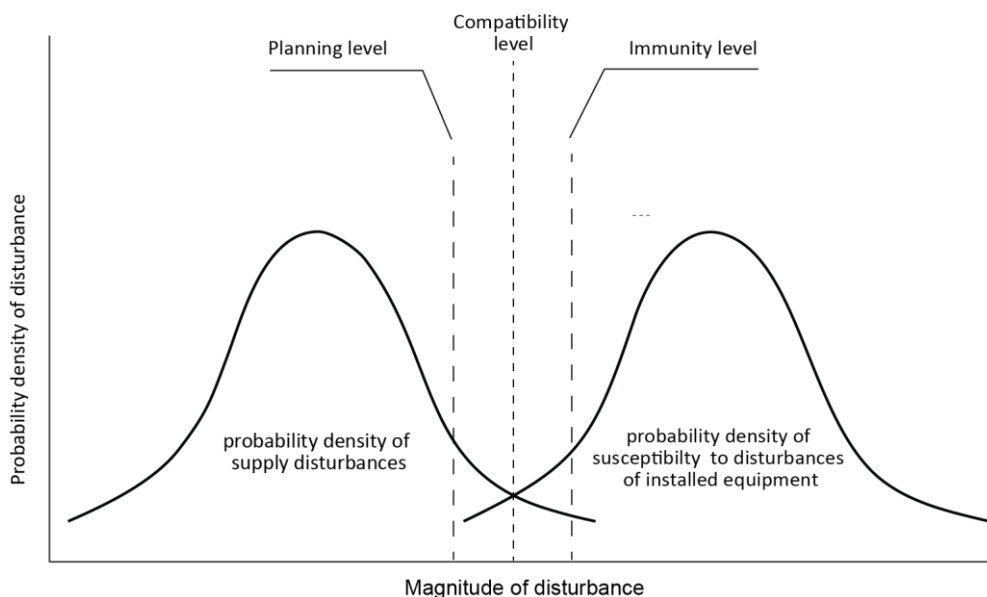 Compatibility
level
Planning level
Immunity level
Probability density of disturbance
probability density of
supply disturbances
probability density of
susceptibilty to disturbances
of installed equipment
Magnitude of disturbance